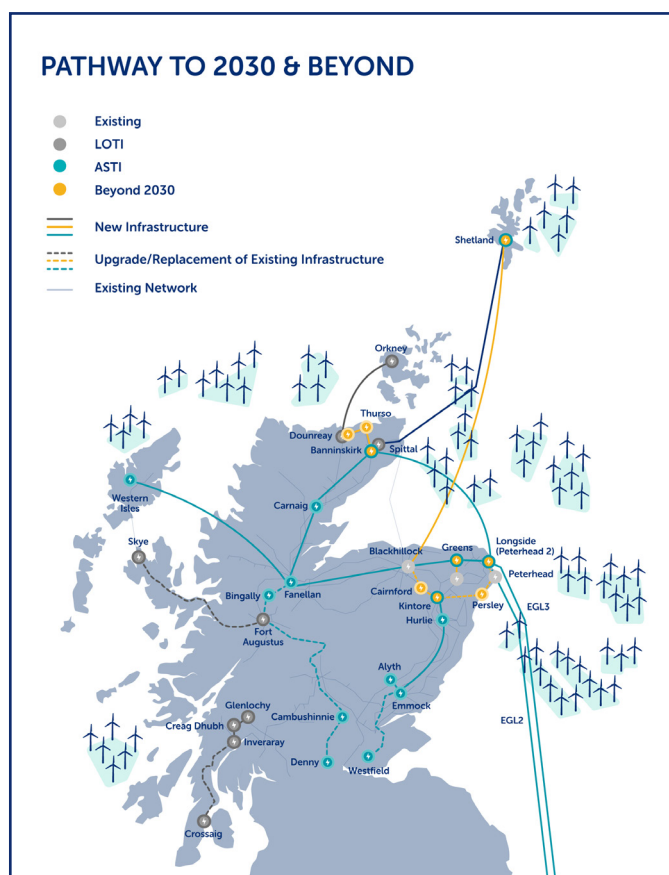 PATHWAY TO 2030 & BEYOND
Existing
LOTI
ASTI
Beyond 2030
New Infrastructure
Upgrade/Replacement of Existing Infrastructure
Existing Network
Shetland
Orkney
Thurso
Dounreay
Banninskirk
Spittal
Western
Isles
Carnaig
Skye
Blackhillock
Greens
Longside
(Peterhead 2)
Peterhead
Bingally
Fanellan
Cairnford
Kintore
Persley
EGL3
Hurlie
Fort
Augustus
Alyth
Emmock
Glenlochy
Cambushinnie
Creag Dhubh
Inveraray
EGL2
Denny
Westfield
Crossaig